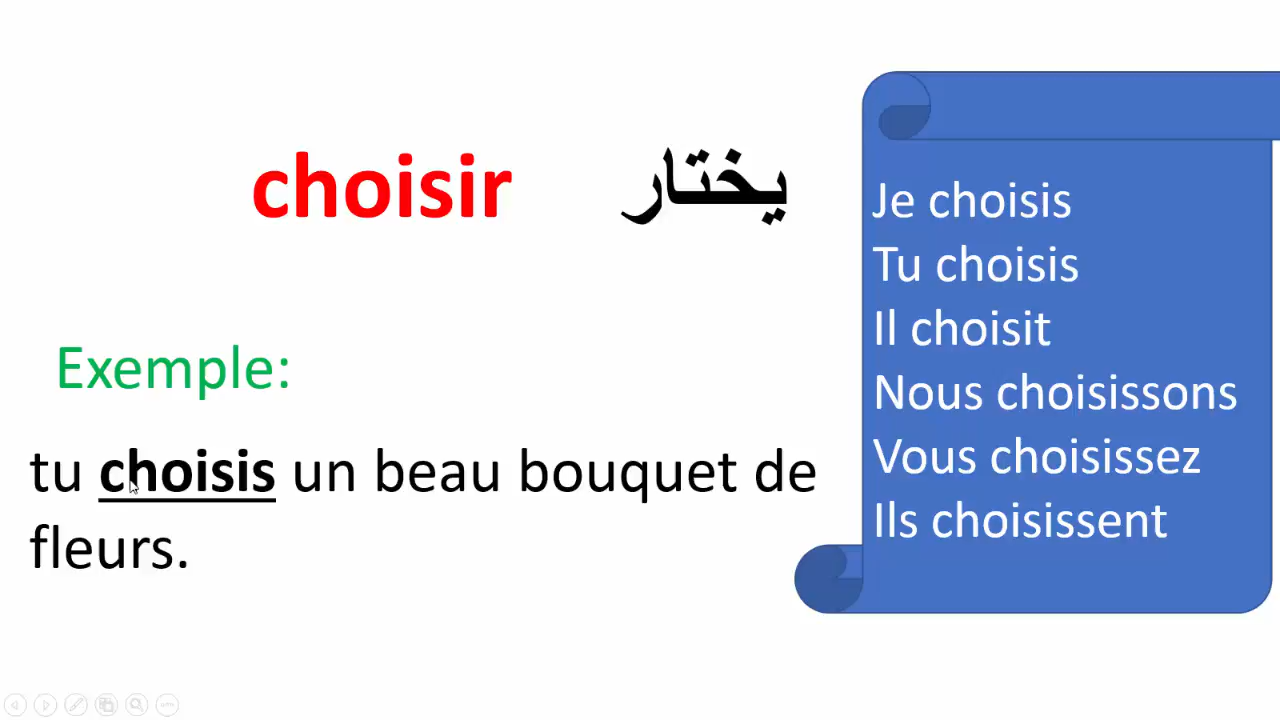 choisir يختار
Exemple:
tu choisis un beau bouquet de
fleurs.
Je choisis
Tu choisis
Il choisit
Nous choisissons
Vous choisissez
Ils choisissent